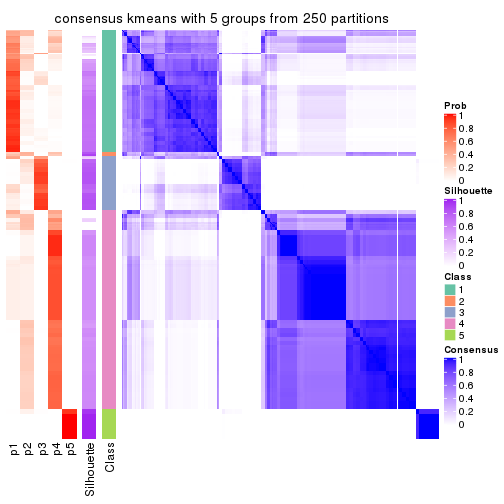 consensus kmeans with 5 groups from 250 partitions
p1
p2
p3
p4
p5
Silhouette
Class
Prob
1
0.8
0.6
0.4
0.2
0
Silhouette
1
0.8
0.6
0.4
0.2
0
Class
1
2
3
4
5
Consensus
1
0.8
0.6
0.4
0.2
0